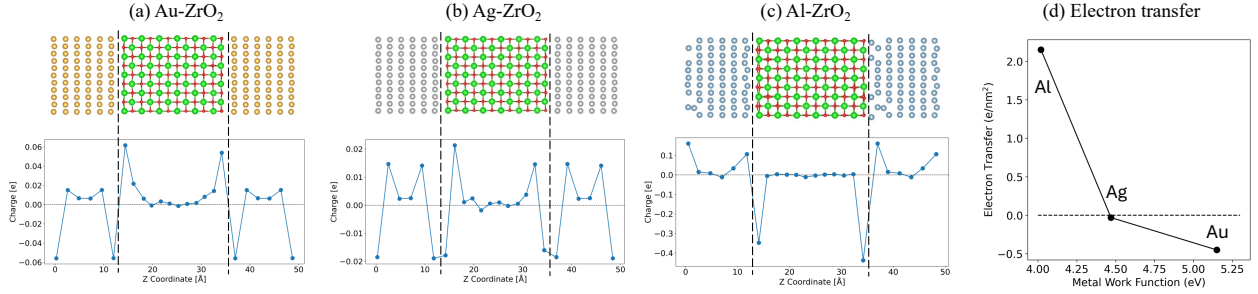 (a) Au-ZrO₂
(b) Ag-ZrO₂
(c) Al-ZrO₂
(d) Electron transfer
Charge [e]
0.06
0.04
0.02
0.00
−0.02
−0.04
−0.06
0 10 20 30 40 50
Z Coordinate [Å]
Charge [e]
0.02
0.01
0.00
−0.01
−0.02
0 10 20 30 40 50
Z Coordinate [Å]
Charge [e]
0.1
0.0
−0.1
−0.2
−0.3
−0.4
0 10 20 30 40 50
Z Coordinate [Å]
Electron Transfer (e/nm²)
2.0
1.5
1.0
0.5
0.0
−0.5
Al
Ag
Au
4.00 4.25 4.50 4.75 5.00 5.25
Metal Work Function (eV)